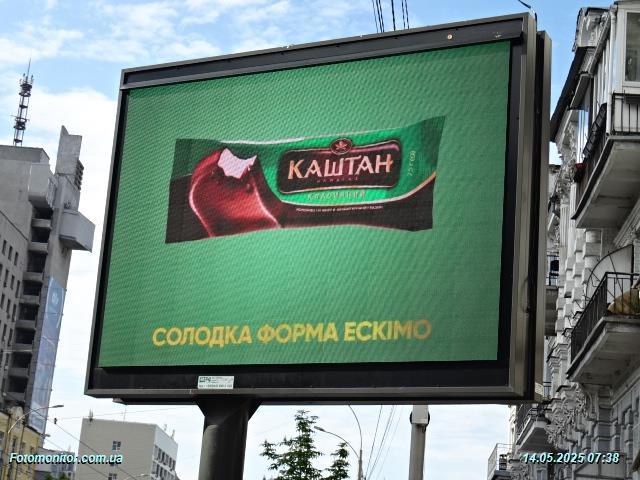 КАШТАН
СОЛОДКА ФОРМА ЕСКІМО
Fotomonitor.com.ua
14.05.2025 07:38